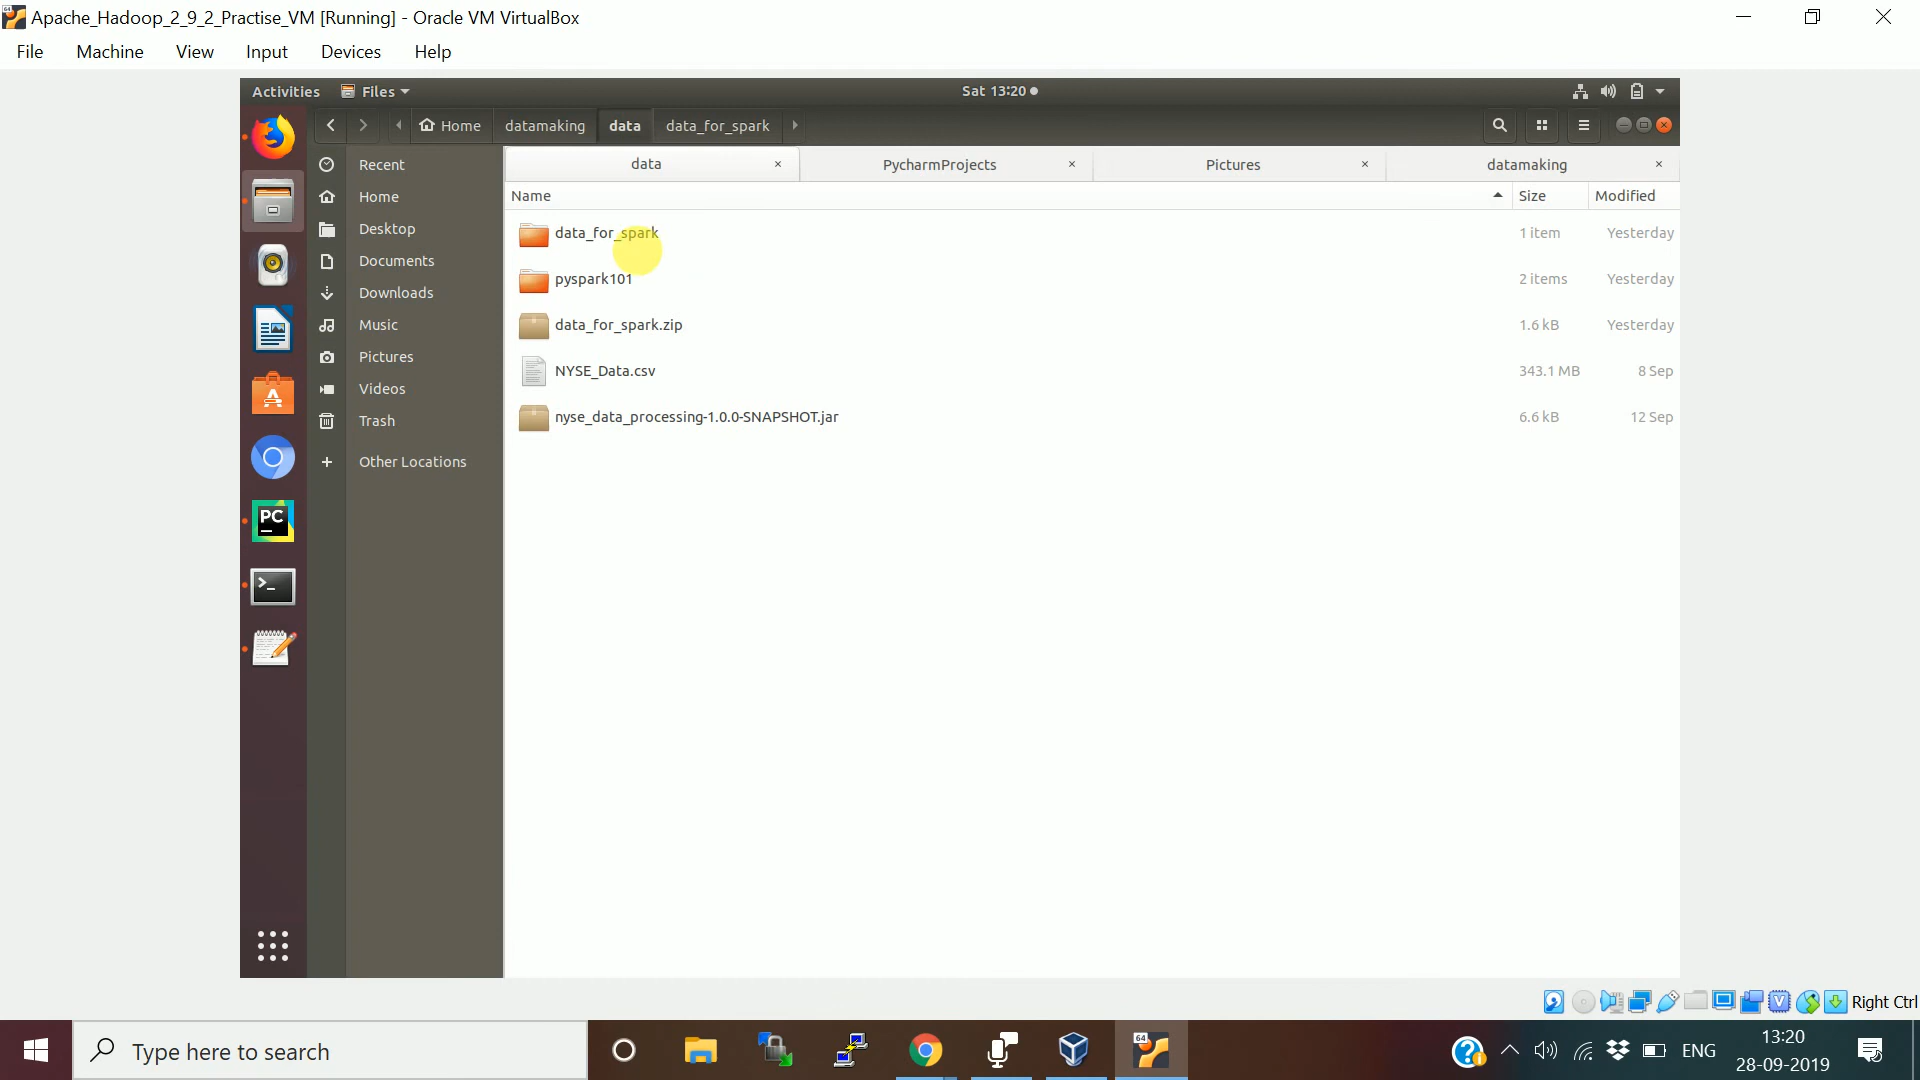 Apache_Hadoop_2_9_2_Practise_VM [Running] - Oracle VM VirtualBox
File Machine View Input Devices Help
Activities Files Sat 13:20
Home datamaking data data_for_spark
data PycharmProjects Pictures datamaking
Name Size Modified
Recent
Home
Desktop
Documents
Downloads
Music
Pictures
Videos
Trash
Other Locations
data_for_spark 1 item Yesterday
pyspark101 2 items Yesterday
data_for_spark.zip 1.6 kB Yesterday
NYSE_Data.csv 343.1 MB 8 Sep
nyse_data_processing-1.0.0-SNAPSHOT.jar 6.6 kB 12 Sep
PC
Right Ctrl
Type here to search
64
ENG
13:20
28-09-2019